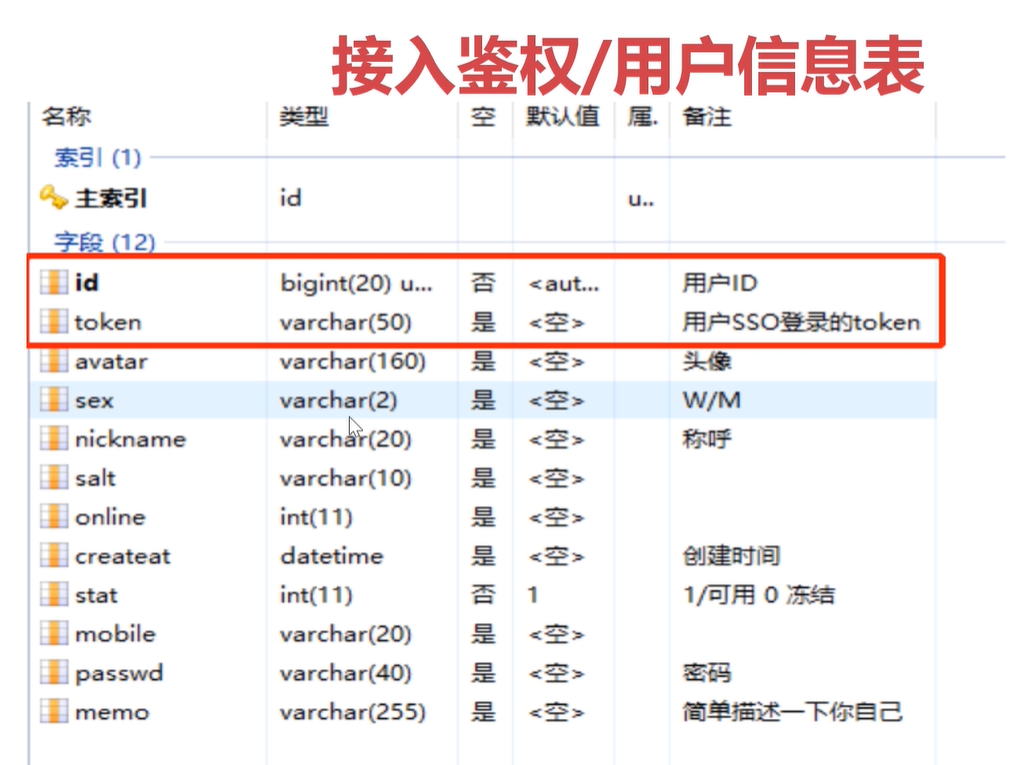 接入鉴权/用户信息表
名称 类型 空 默认值 属. 备注
索引 (1)
主索引 id u..
字段 (12)
id bigint(20) u... 否 <aut... 用户ID
token varchar(50) 是 <空> 用户SSO登录的token
avatar varchar(160) 是 <空> 头像
sex varchar(2) 是 <空> W/M
nickname varchar(20) 是 <空> 称呼
salt varchar(10) 是 <空>
online int(11) 是 <空>
createat datetime 是 <空> 创建时间
stat int(11) 否 1 1/可用 0 冻结
mobile varchar(20) 是 <空>
passwd varchar(40) 是 <空> 密码
memo varchar(255) 是 <空> 简单描述一下你自己